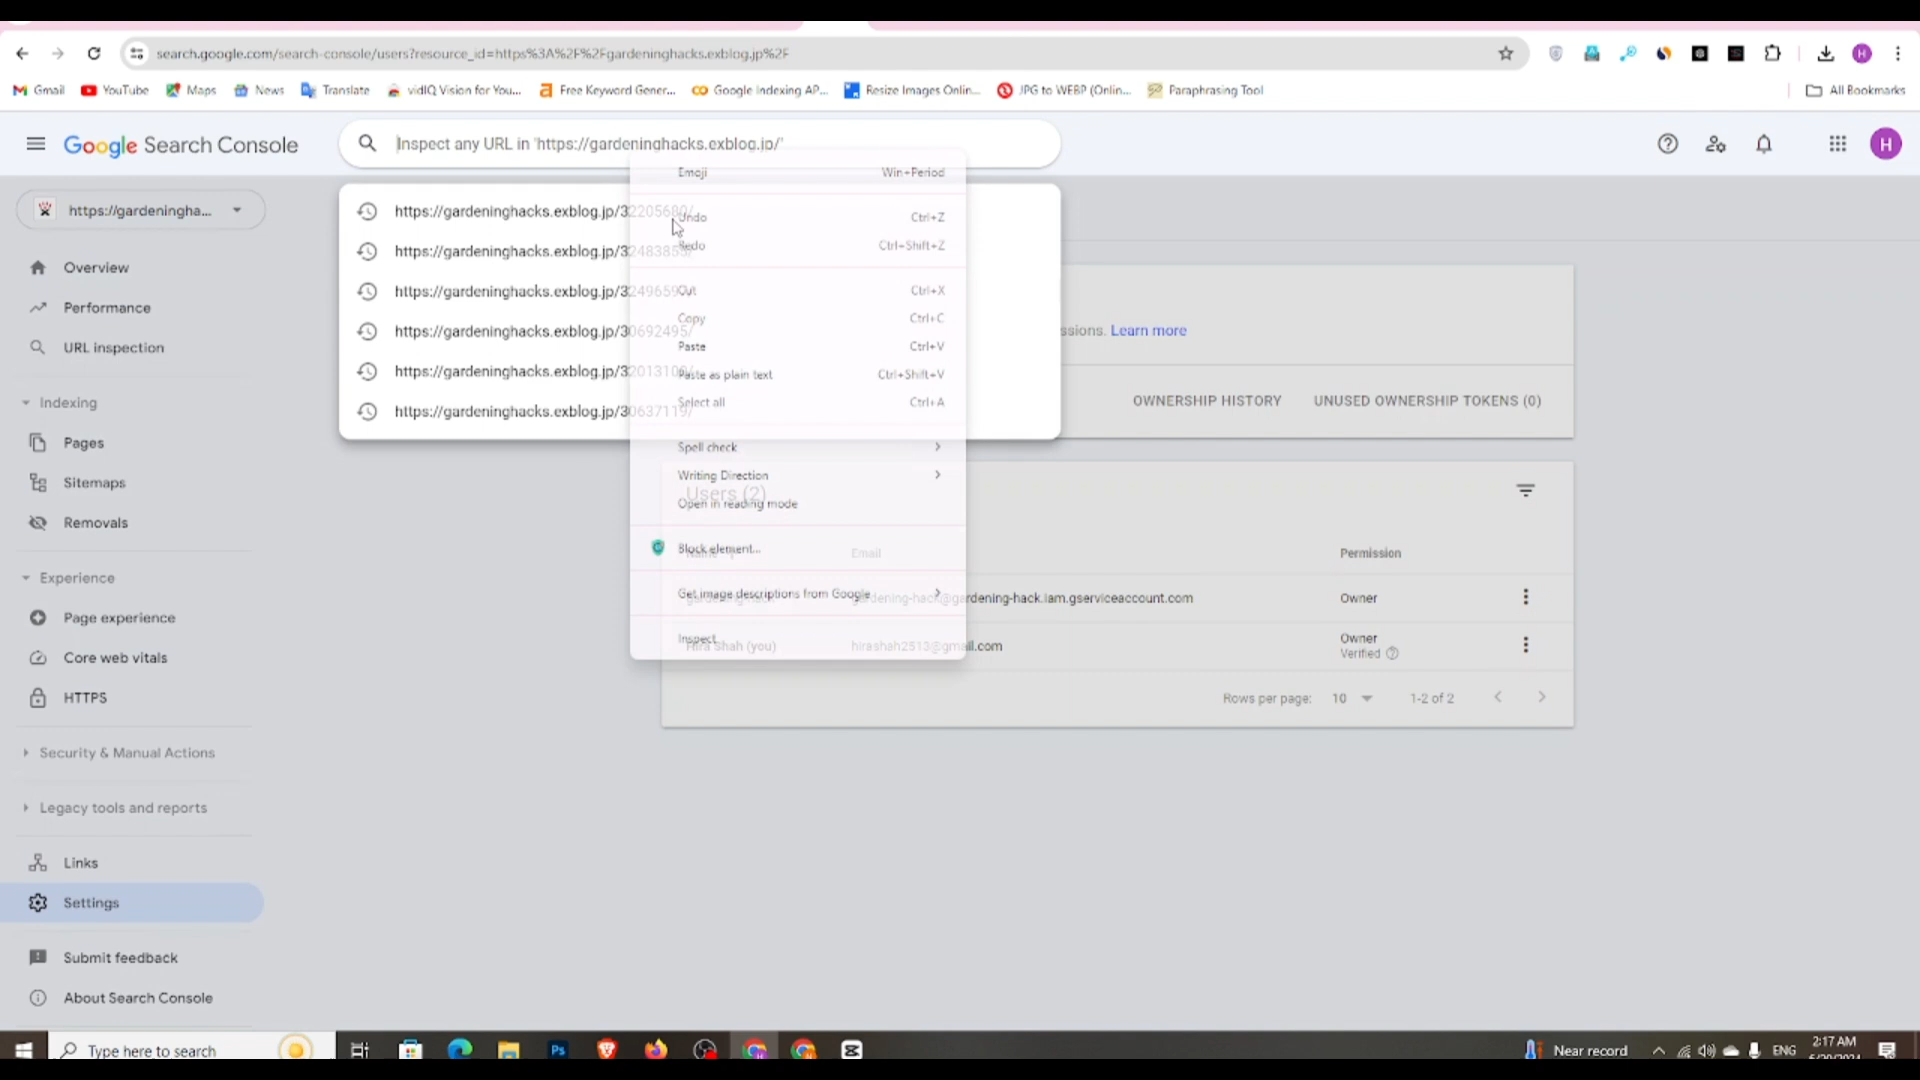 search.google.com/search-console/users?resource_id=https%3A%2F%2Fgardeninghacks.exblog.jp%2F
Gmail YouTube Maps News Translate vidIQ Vision for You... Free Keyword Gener... Google Indexing AP... Resize Images Onlin... JPG to WEBP (Onlin... Paraphrasing Tool All Bookmarks
Google Search Console
Inspect any URL in 'https://gardeninghacks.exblog.jp/'
H
https://gardeningha...
Overview
Performance
URL inspection
Indexing
Pages
Sitemaps
Removals
Experience
Page experience
Core web vitals
HTTPS
Security & Manual Actions
Legacy tools and reports
Links
Settings
Submit feedback
About Search Console
https://gardeninghacks.exblog.jp/32205680/
https://gardeninghacks.exblog.jp/32483855/
https://gardeninghacks.exblog.jp/3
https://gardeninghacks.exblog.jp/30692495/
https://gardeninghacks.exblog.jp/3
https://gardeninghacks.exblog.jp/30637119/
Emoji Win+Period
Undo Ctrl+Z
Redo Ctrl+Shift+Z
Cut Ctrl+X
Copy Ctrl+C
Paste Ctrl+V
Paste as plain text Ctrl+Shift+V
Select all Ctrl+A
Spell check
Writing Direction
Open in reading mode
Block element...
Get image descriptions from Google
Inspect
Learn more
OWNERSHIP HISTORY UNUSED OWNERSHIP TOKENS (0)
Users (2)
Name Email Permission
gardening-hack@gardening-hack.iam.gserviceaccount.com Owner
Hira Shah (you) hirashah2513@gmail.com Owner
Verified
Rows per page: 10 1-2 of 2
Type here to search
Ps
Near record
ENG
2:17 AM